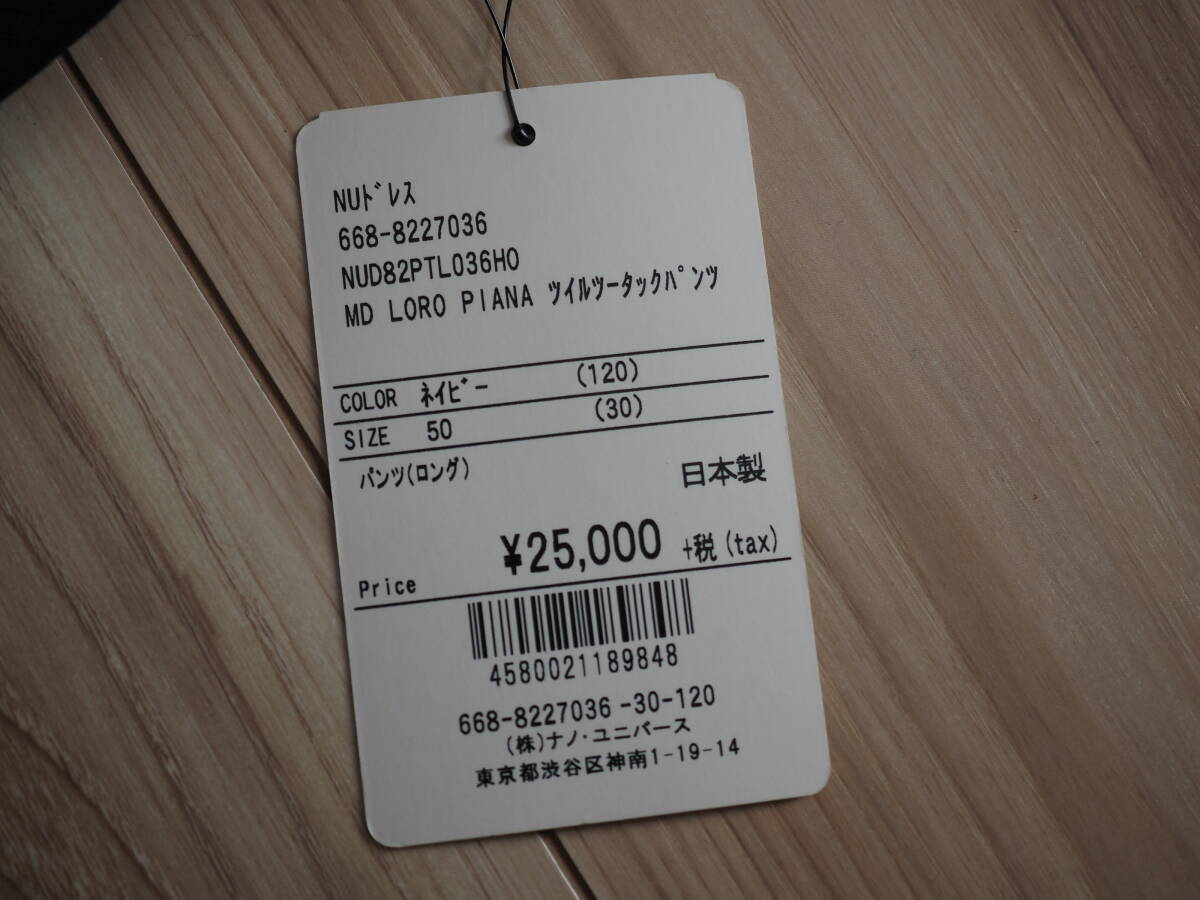 NUﾄﾞﾚｽ
668-8227036
NUD82PTL036HO
MD LORO PIANA ﾂｲﾙﾂｰﾀｯｸﾊﾟﾝﾂ
COLOR ﾈｲﾋﾞｰ (120)
SIZE 50 (30)
パンツ(ロング) 日本製
Price ¥25,000 +税(tax)
4580021189848
668-8227036-30-120
(株)ナノ・ユニバース
東京都渋谷区神南1-19-14